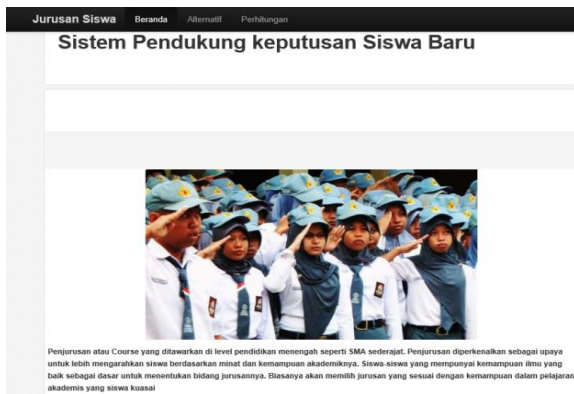 Jurusan Siswa Beranda Alternatif Perhitungan
Sistem Pendukung keputusan Siswa Baru
Penjurusan atau Course yang ditawarkan di level pendidikan menengah seperti SMA sederajat. Penjurusan diperkenalkan sebagai upaya
untuk lebih mengarahkan siswa berdasarkan minat dan kemampuan akademiknya. Siswa-siswa yang mempunyai kemampuan ilmu yang
baik sebagai dasar untuk menentukan bidang jurusannya. Biasanya akan memilih jurusan yang sesuai dengan kemampuan dalam pelajaran
akademis yang siswa kuasai